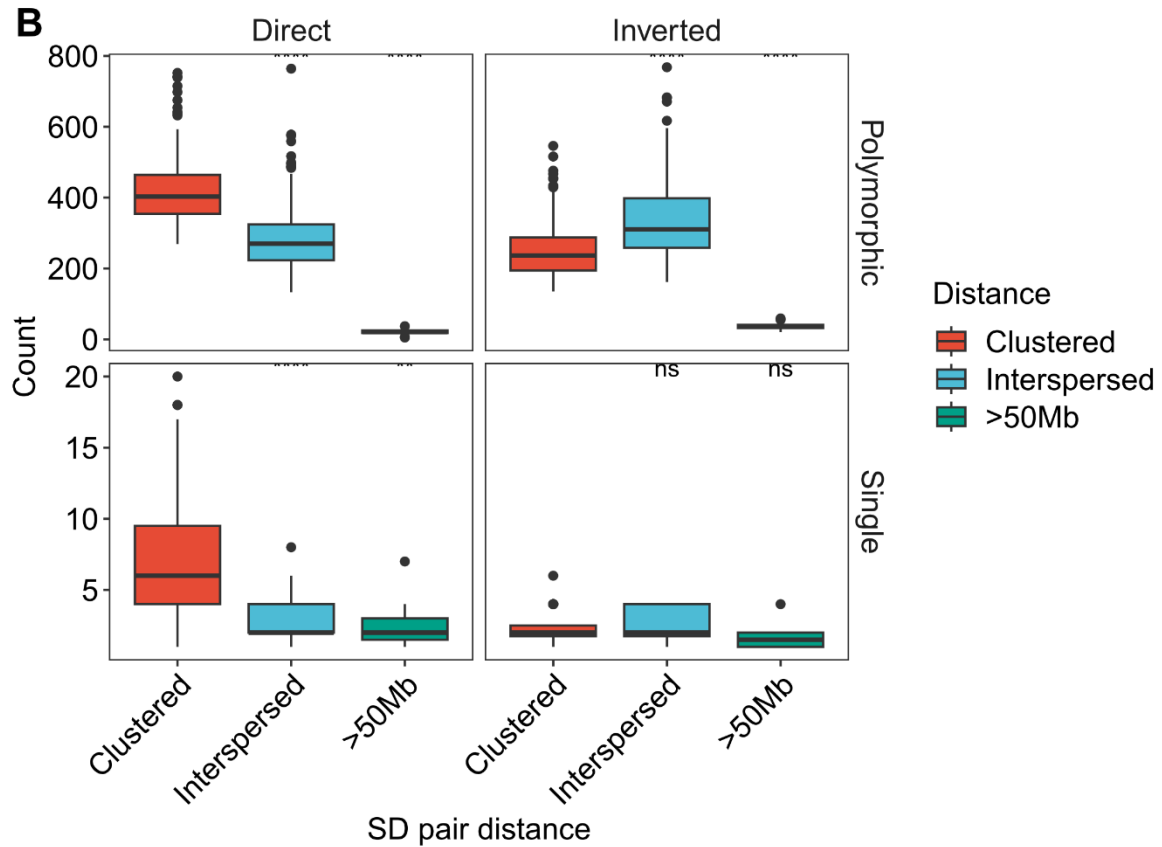 B
Direct Inverted
800
600
400
200
0
**** ****
**** ****
Polymorphic
20
15
10
5
**** **
ns ns
Single
Count
Clustered Interspersed >50Mb
Clustered Interspersed >50Mb
SD pair distance
Distance
Clustered
Interspersed
>50Mb